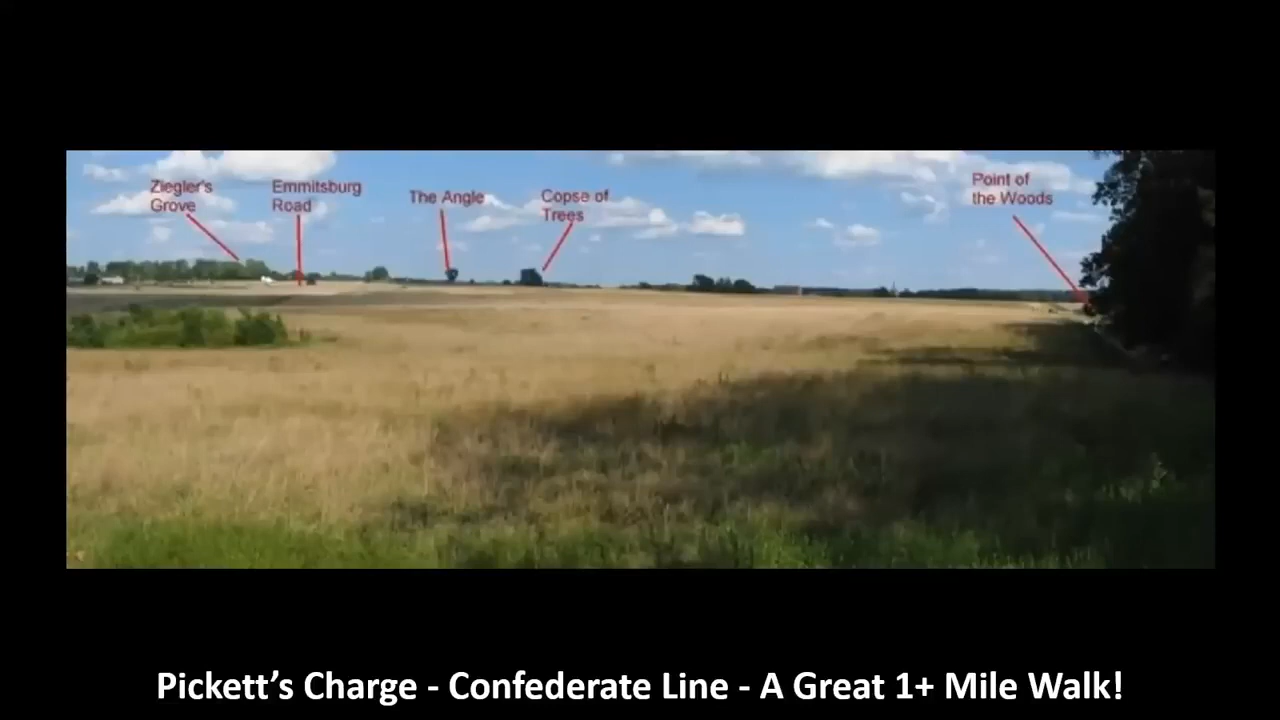 Ziegler's
Grove
Emmitsburg
Road
The Angle
Copse of
Trees
Point of
the Woods
Pickett’s Charge - Confederate Line - A Great 1+ Mile Walk!